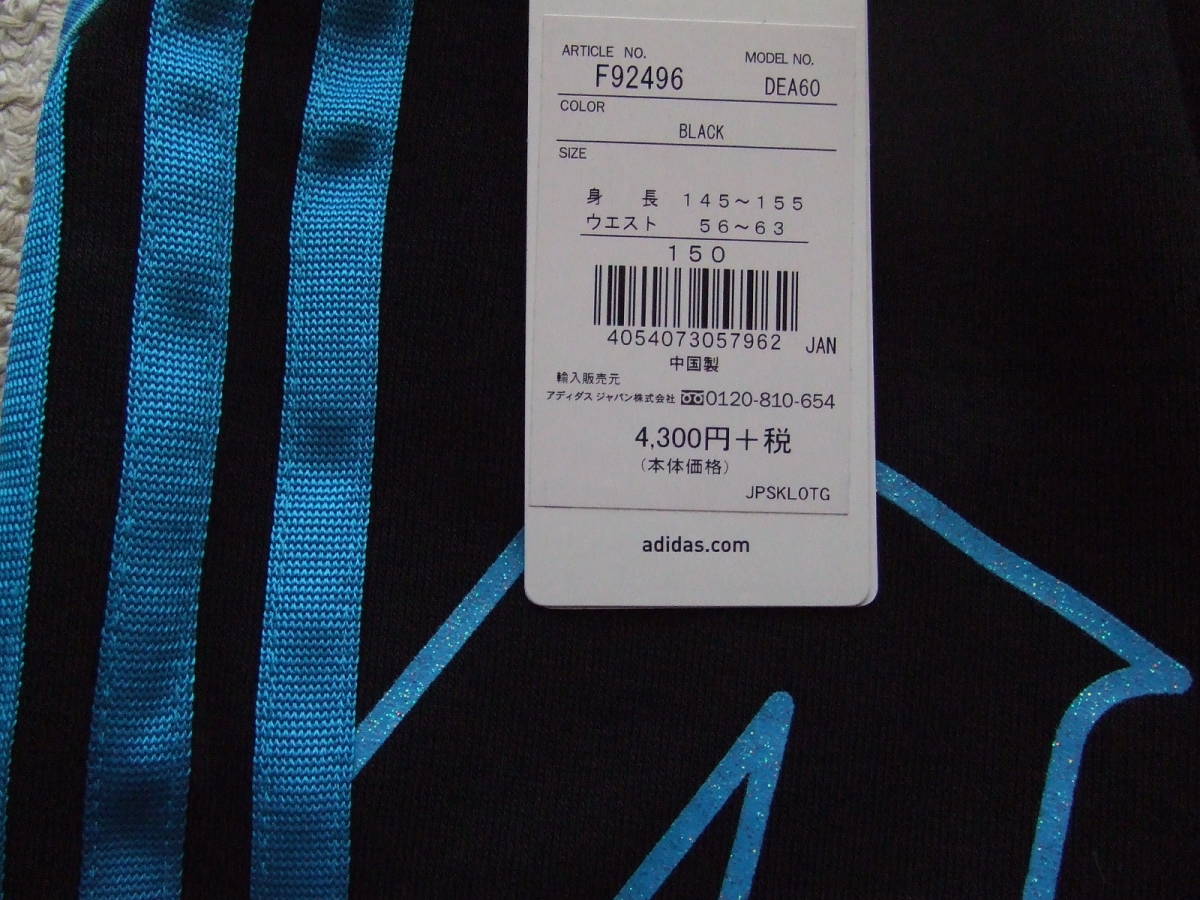 ARTICLE NO. MODEL NO.
F92496 DEA60
COLOR
BLACK
SIZE
身 長 145～155
ウエスト 56～63
150
4054073057962 JAN
中国製
輸入販売元
アディダス ジャパン株式会社 0120-810-654
4,300円＋税
(本体価格)
JPSKLOTG
adidas.com